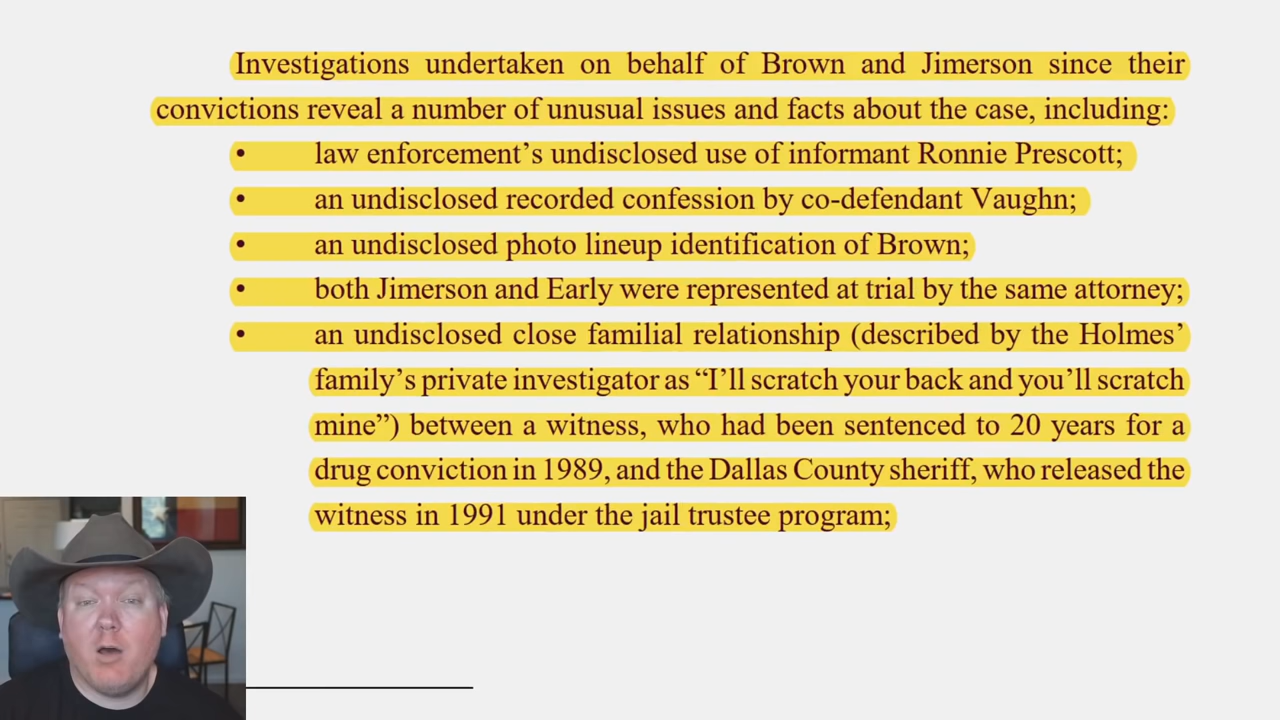 Investigations undertaken on behalf of Brown and Jimerson since their
convictions reveal a number of unusual issues and facts about the case, including:
• law enforcement’s undisclosed use of informant Ronnie Prescott;
• an undisclosed recorded confession by co-defendant Vaughn;
• an undisclosed photo lineup identification of Brown;
• both Jimerson and Early were represented at trial by the same attorney;
• an undisclosed close familial relationship (described by the Holmes’
family’s private investigator as “I’ll scratch your back and you’ll scratch
mine”) between a witness, who had been sentenced to 20 years for a
drug conviction in 1989, and the Dallas County sheriff, who released the
witness in 1991 under the jail trustee program;